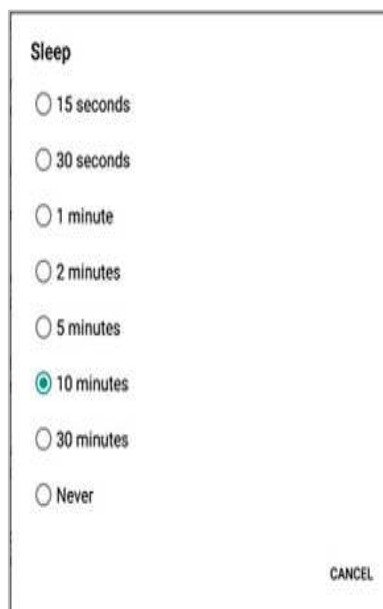 Sleep
15 seconds
30 seconds
1 minute
2 minutes
5 minutes
10 minutes
30 minutes
Never
CANCEL